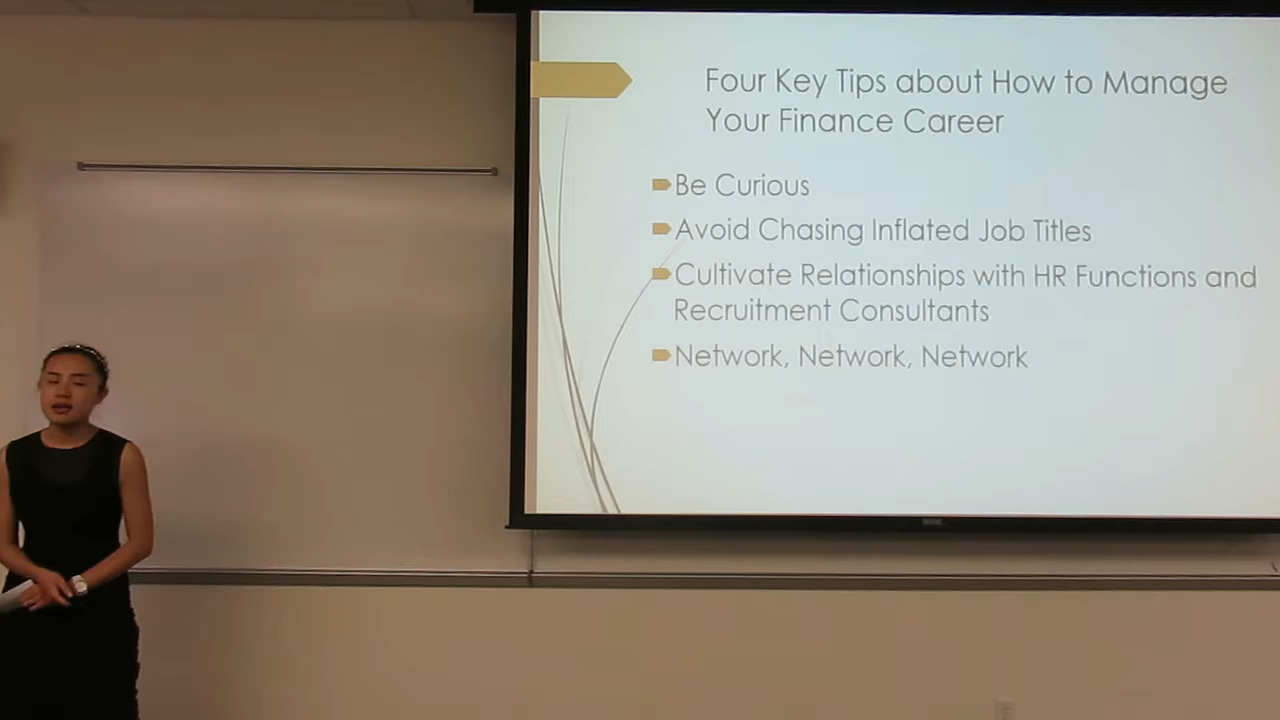 Four Key Tips about How to Manage
Your Finance Career
Be Curious
Avoid Chasing Inflated Job Titles
Cultivate Relationships with HR Functions and
Recruitment Consultants
Network, Network, Network